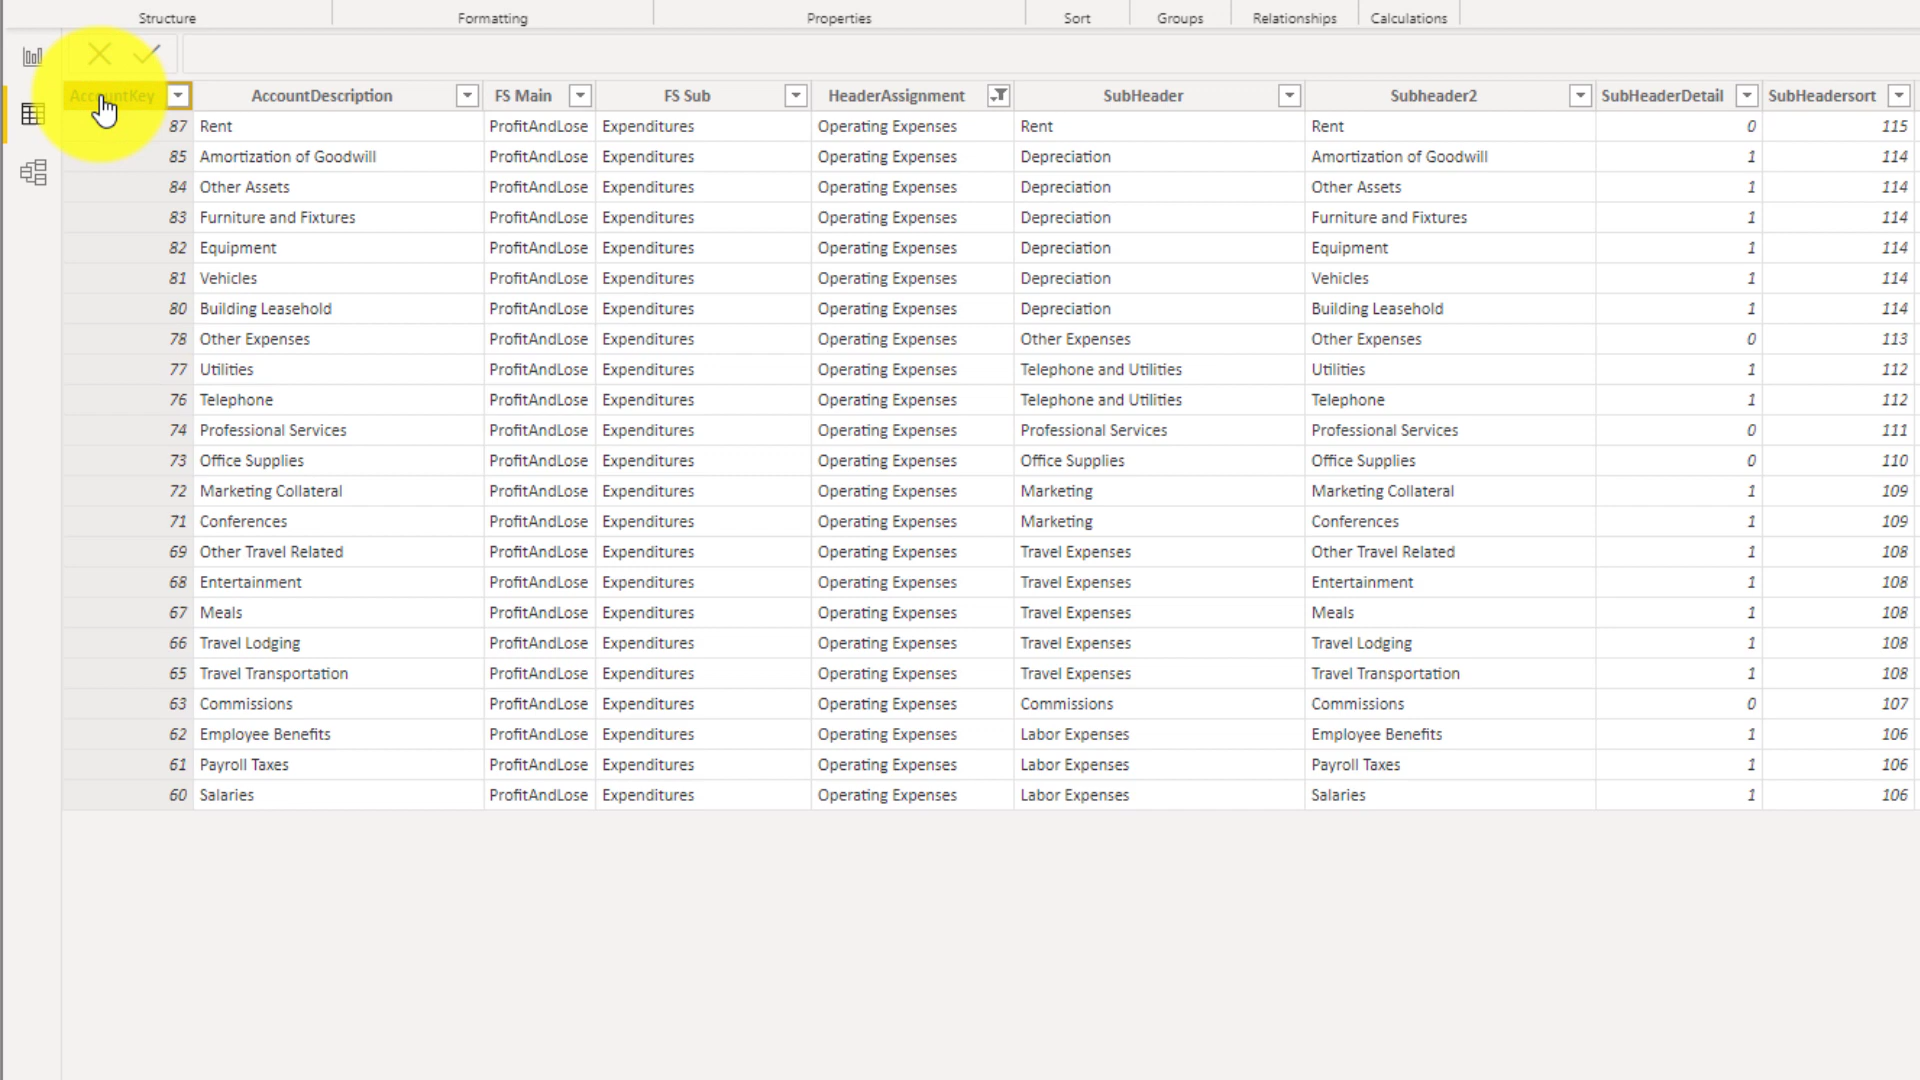 Structure Formatting Properties Sort Groups Relationships Calculations
AccountKey AccountDescription FS Main FS Sub HeaderAssignment SubHeader Subheader2 SubHeaderDetail SubHeadersort
87 Rent ProfitAndLose Expenditures Operating Expenses Rent Rent 0 115
85 Amortization of Goodwill ProfitAndLose Expenditures Operating Expenses Depreciation Amortization of Goodwill 1 114
84 Other Assets ProfitAndLose Expenditures Operating Expenses Depreciation Other Assets 1 114
83 Furniture and Fixtures ProfitAndLose Expenditures Operating Expenses Depreciation Furniture and Fixtures 1 114
82 Equipment ProfitAndLose Expenditures Operating Expenses Depreciation Equipment 1 114
81 Vehicles ProfitAndLose Expenditures Operating Expenses Depreciation Vehicles 1 114
80 Building Leasehold ProfitAndLose Expenditures Operating Expenses Depreciation Building Leasehold 1 114
78 Other Expenses ProfitAndLose Expenditures Operating Expenses Other Expenses Other Expenses 0 113
77 Utilities ProfitAndLose Expenditures Operating Expenses Telephone and Utilities Utilities 1 112
76 Telephone ProfitAndLose Expenditures Operating Expenses Telephone and Utilities Telephone 1 112
74 Professional Services ProfitAndLose Expenditures Operating Expenses Professional Services Professional Services 0 111
73 Office Supplies ProfitAndLose Expenditures Operating Expenses Office Supplies Office Supplies 0 110
72 Marketing Collateral ProfitAndLose Expenditures Operating Expenses Marketing Marketing Collateral 1 109
71 Conferences ProfitAndLose Expenditures Operating Expenses Marketing Conferences 1 109
69 Other Travel Related ProfitAndLose Expenditures Operating Expenses Travel Expenses Other Travel Related 1 108
68 Entertainment ProfitAndLose Expenditures Operating Expenses Travel Expenses Entertainment 1 108
67 Meals ProfitAndLose Expenditures Operating Expenses Travel Expenses Meals 1 108
66 Travel Lodging ProfitAndLose Expenditures Operating Expenses Travel Expenses Travel Lodging 1 108
65 Travel Transportation ProfitAndLose Expenditures Operating Expenses Travel Expenses Travel Transportation 1 108
63 Commissions ProfitAndLose Expenditures Operating Expenses Commissions Commissions 0 107
62 Employee Benefits ProfitAndLose Expenditures Operating Expenses Labor Expenses Employee Benefits 1 106
61 Payroll Taxes ProfitAndLose Expenditures Operating Expenses Labor Expenses Payroll Taxes 1 106
60 Salaries ProfitAndLose Expenditures Operating Expenses Labor Expenses Salaries 1 106